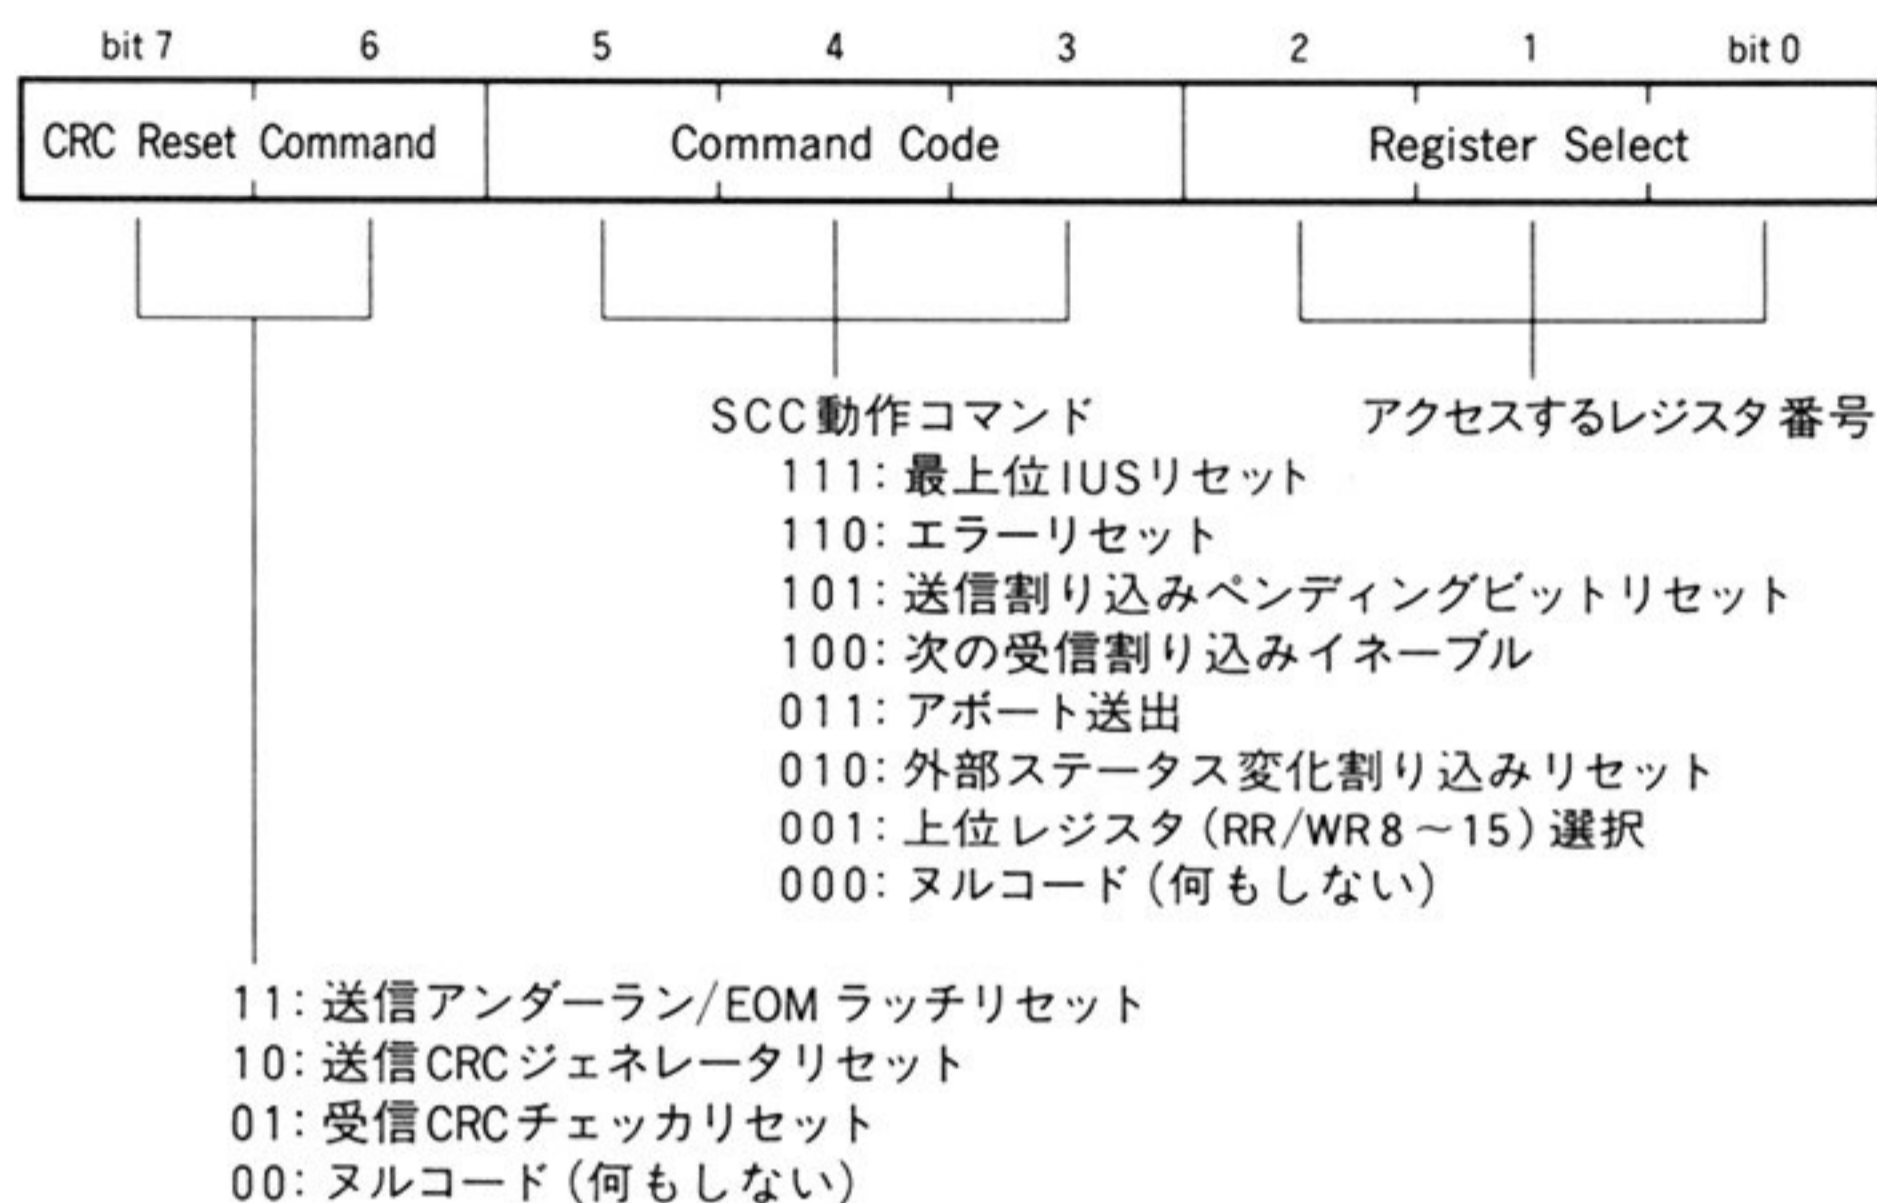 bit 7 6 5 4 3 2 1 bit 0
CRC Reset Command Command Code Register Select
SCC動作コマンド
111: 最上位IUSリセット
110: エラーリセット
101: 送信割り込みペンディングビットリセット
100: 次の受信割り込みイネーブル
011: アボート送出
010: 外部ステータス変化割り込みリセット
001: 上位レジスタ(RR/WR8～15)選択
000: ヌルコード(何もしない)
アクセスするレジスタ番号
11: 送信アンダーラン/EOM ラッチリセット
10: 送信CRCジェネレータリセット
01: 受信CRCチェッカリセット
00: ヌルコード(何もしない)